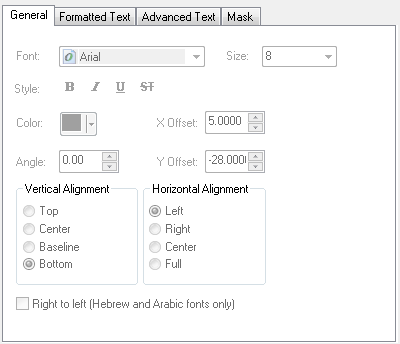 General Formatted Text Advanced Text Mask
Font: Arial Size: 8
Style: B I U ST
Color: X Offset: 5.0000
Angle: 0.00 Y Offset: -28.000
Vertical Alignment Horizontal Alignment
Top Left
Center Right
Baseline Center
Bottom Full
Right to left (Hebrew and Arabic fonts only)